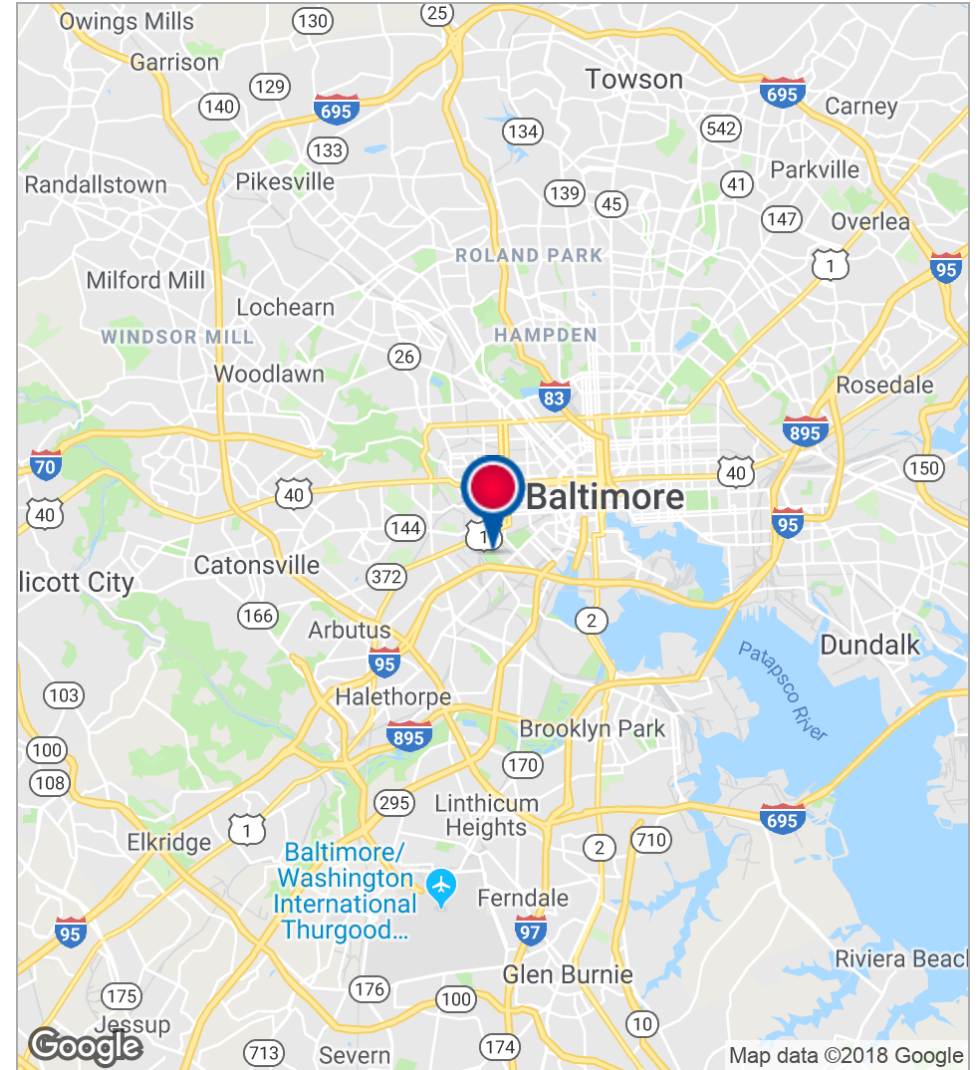 Owings Mills
130
25
Garrison
129
140
695
Towson
695
Carney
134
542
133
Parkville
Randallstown
Pikesville
139
45
41
147
Overlea
ROLAND PARK
1
95
Milford Mill
Lochearn
WINDSOR MILL
HAMPDEN
26
Woodlawn
83
Rosedale
895
70
40
150
40
Baltimore
40
144
1
95
Catonsville
372
licott City
166
2
Arbutus
Dundalk
95
Patapsco River
103
Halethorpe
895
Brooklyn Park
100
170
108
295
Linthicum
Heights
695
1
Elkridge
2
710
Baltimore/
Washington
International
Thurgood...
Ferndale
95
97
Riviera Beach
Glen Burnie
175
176
100
Jessup
10
Google
713
Severn
174
Map data ©2018 Google